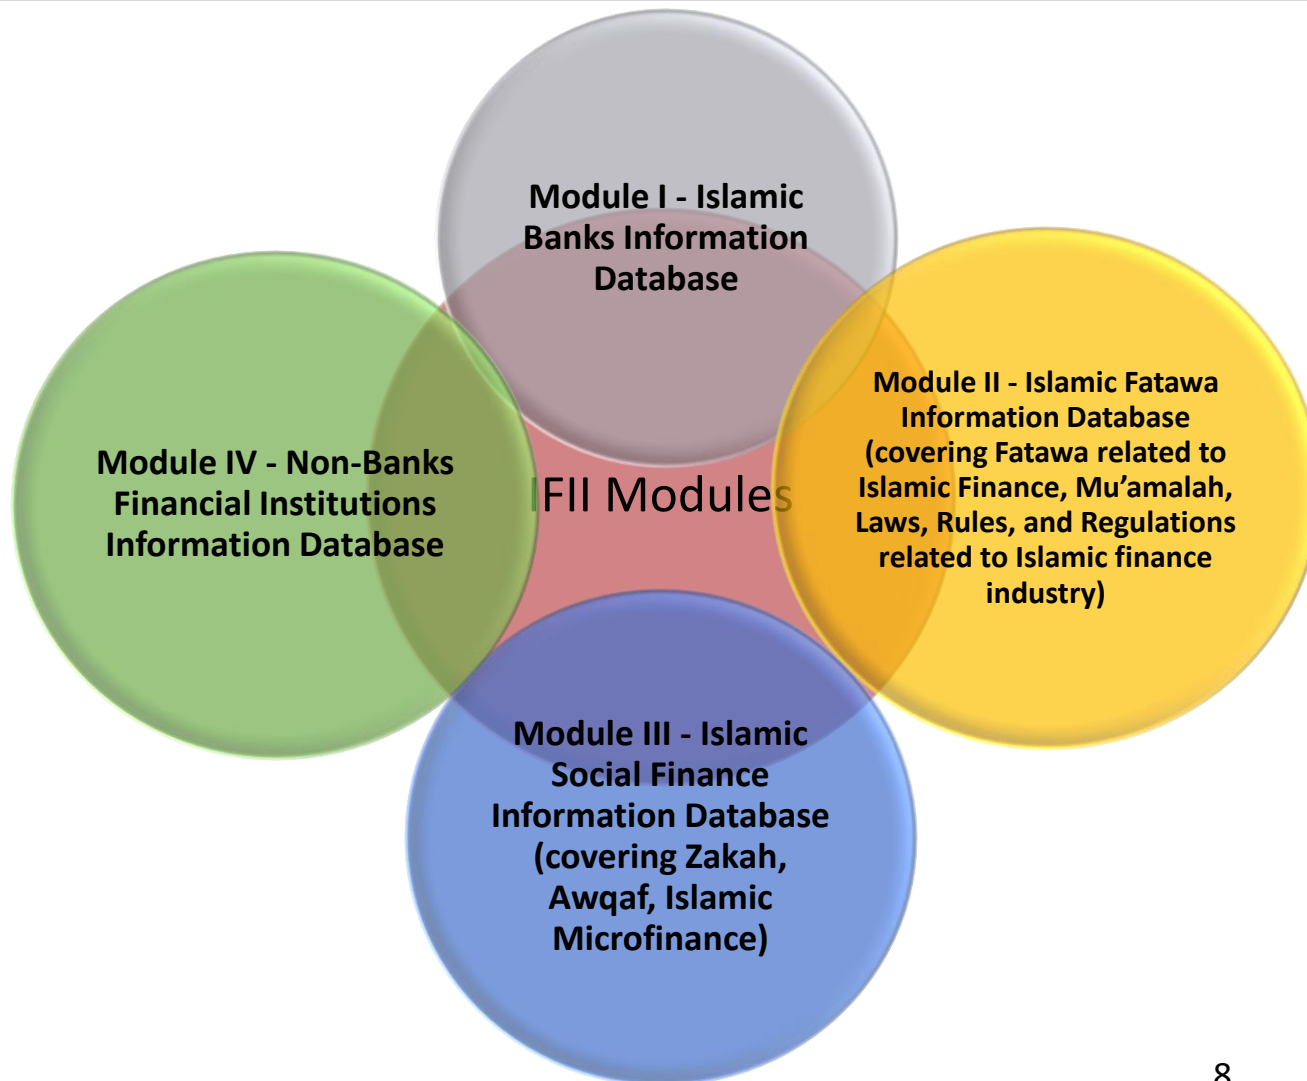 Module I - Islamic
Banks Information
Database
Module II - Islamic Fatawa
Information Database
(covering Fatawa related to
Islamic Finance, Mu’amalah,
Laws, Rules, and Regulations
related to Islamic finance
industry)
Module IV - Non-Banks
Financial Institutions
Information Database
IFII Modules
Module III - Islamic
Social Finance
Information Database
(covering Zakah,
Awqaf, Islamic
Microfinance)
8